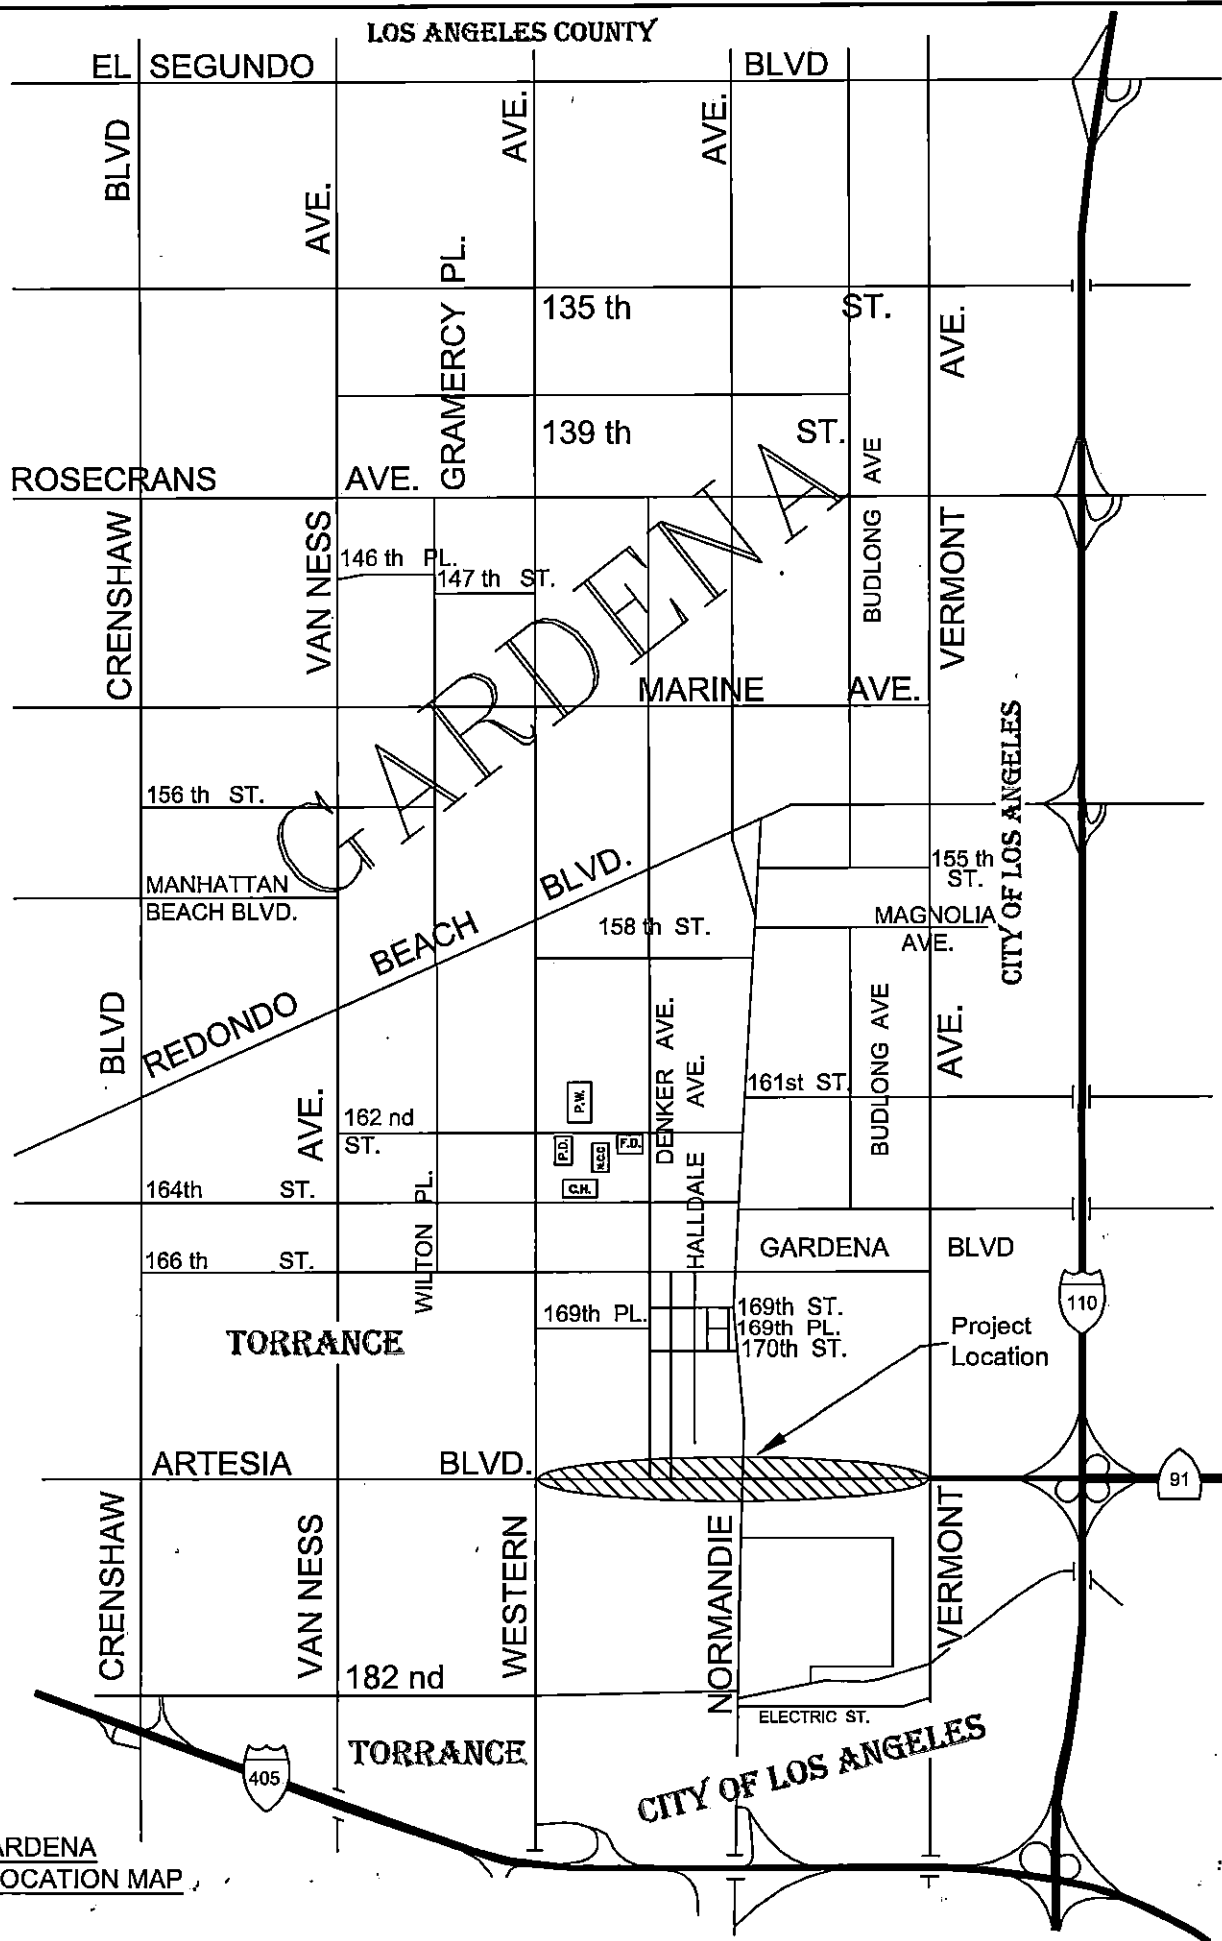 LOS ANGELES COUNTY
EL SEGUNDO BLVD
BLVD
AVE.
AVE.
AVE.
GRAMERCY PL.
135 th ST.
AVE.
139 th ST.
ROSECRANS AVE.
BUDLONG AVE
CRENSHAW
VAN NESS
VERMONT
146 th PL.
147 th ST.
GARDENA
MARINE AVE.
CITY OF LOS ANGELES
156 th ST.
155 th
ST.
MANHATTAN
BEACH BLVD.
REDONDO BEACH BLVD.
158 th ST.
MAGNOLIA
AVE.
BLVD
AVE.
DENKER AVE.
HALLDALE AVE.
BUDLONG AVE
AVE.
161st ST.
P.W.
162 nd
ST.
P.D.
N.C.C
F.D.
C.H.
164th ST.
WILTON PL.
GARDENA BLVD
166 th ST.
110
169th PL.
169th ST.
169th PL.
170th ST.
Project
Location
TORRANCE
ARTESIA BLVD.
91
CRENSHAW
VAN NESS
WESTERN
NORMANDIE
VERMONT
182 nd
ELECTRIC ST.
TORRANCE
CITY OF LOS ANGELES
405
ARDENA
OCATION MAP